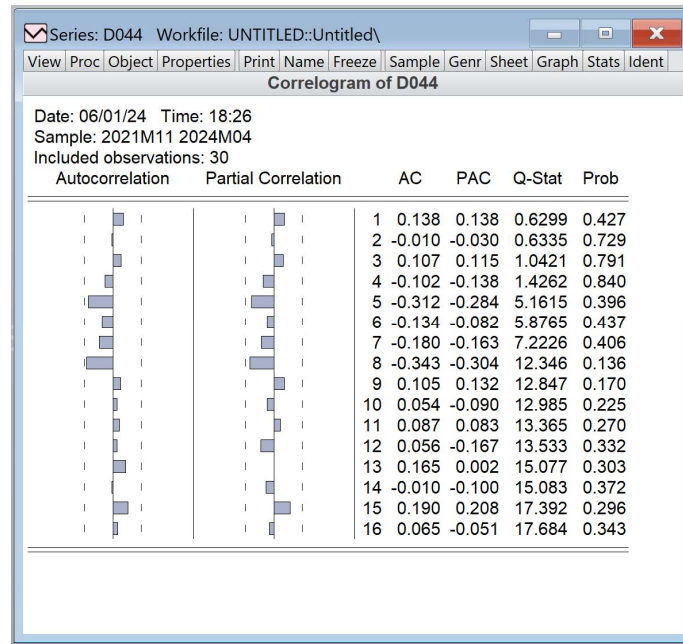 Series: D044 Workfile: UNTITLED::Untitled\
View Proc Object Properties Print Name Freeze Sample Genr Sheet Graph Stats Ident
Correlogram of D044
Date: 06/01/24 Time: 18:26
Sample: 2021M11 2024M04
Included observations: 30
Autocorrelation Partial Correlation AC PAC Q-Stat Prob
1 0.138 0.138 0.6299 0.427
2 -0.010 -0.030 0.6335 0.729
3 0.107 0.115 1.0421 0.791
4 -0.102 -0.138 1.4262 0.840
5 -0.312 -0.284 5.1615 0.396
6 -0.134 -0.082 5.8765 0.437
7 -0.180 -0.163 7.2226 0.406
8 -0.343 -0.304 12.346 0.136
9 0.105 0.132 12.847 0.170
10 0.054 -0.090 12.985 0.225
11 0.087 0.083 13.365 0.270
12 0.056 -0.167 13.533 0.332
13 0.165 0.002 15.077 0.303
14 -0.010 -0.100 15.083 0.372
15 0.190 0.208 17.392 0.296
16 0.065 -0.051 17.684 0.343